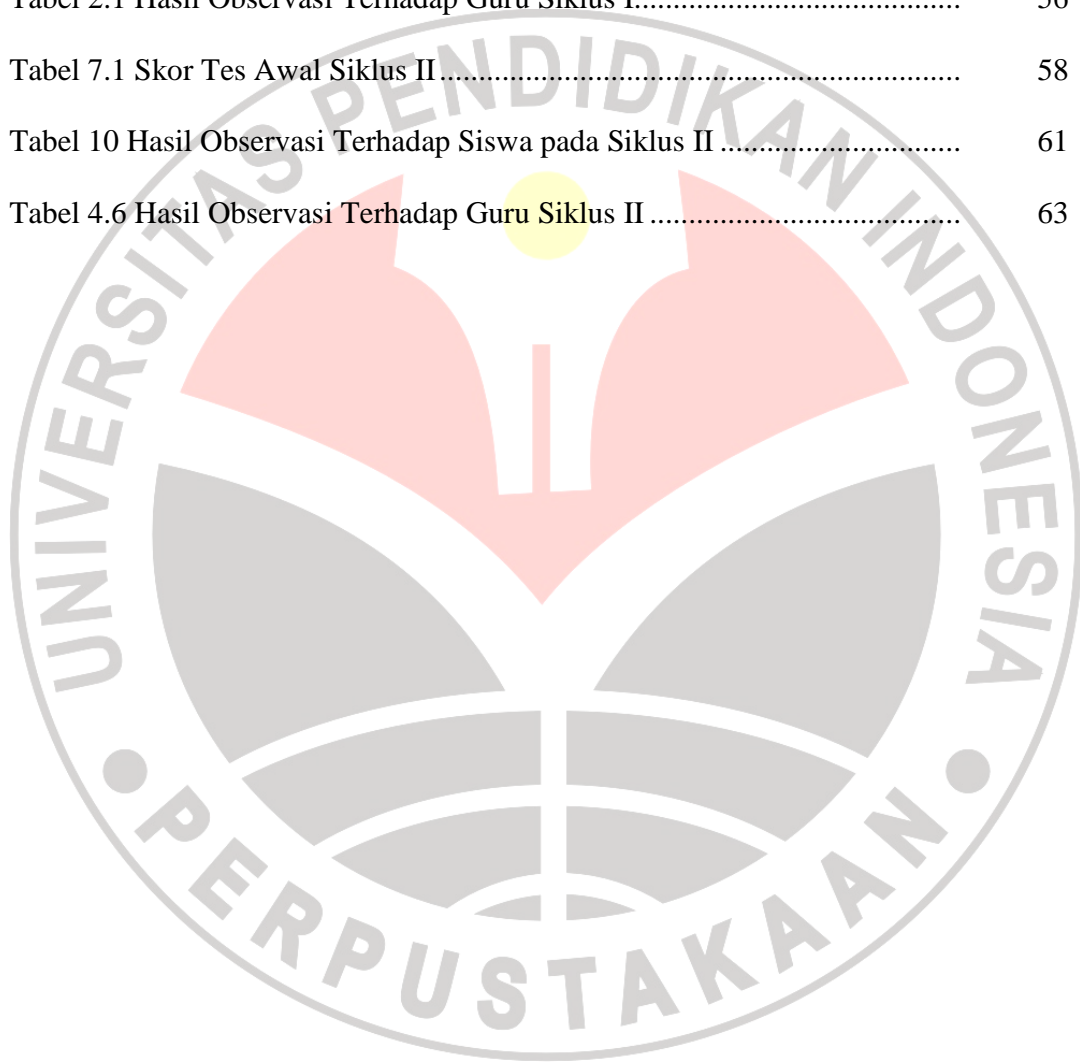 Tabel 2.1 Hasil Observasi Terhadap Guru Siklus I.......................................... 56
Tabel 7.1 Skor Tes Awal Siklus II.................................................................... 58
Tabel 10 Hasil Observasi Terhadap Siswa pada Siklus II............................... 61
Tabel 4.6 Hasil Observasi Terhadap Guru Siklus II........................................ 63
UNIVERSITAS PENDIDIKAN INDONESIA
PERPUSTAKAAN